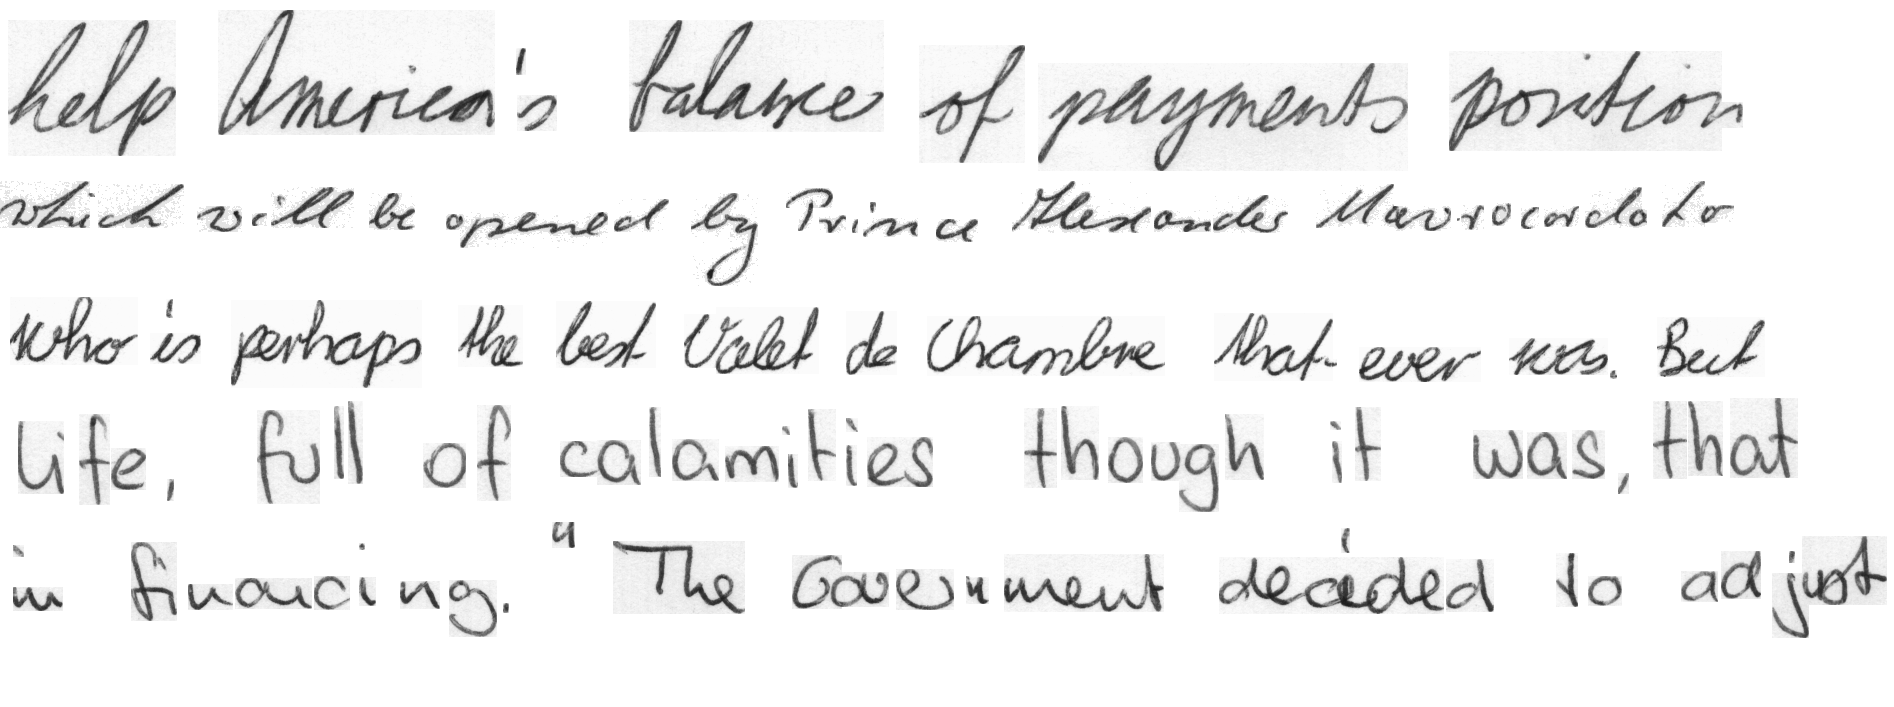 help America's balance of payments position
which will be opened by Prince Alexander Mavrocordato
who is perhaps the best Valet de Chambre that ever was. But
life, full of calamities though it was, that
in financing." The Government decided to adjust